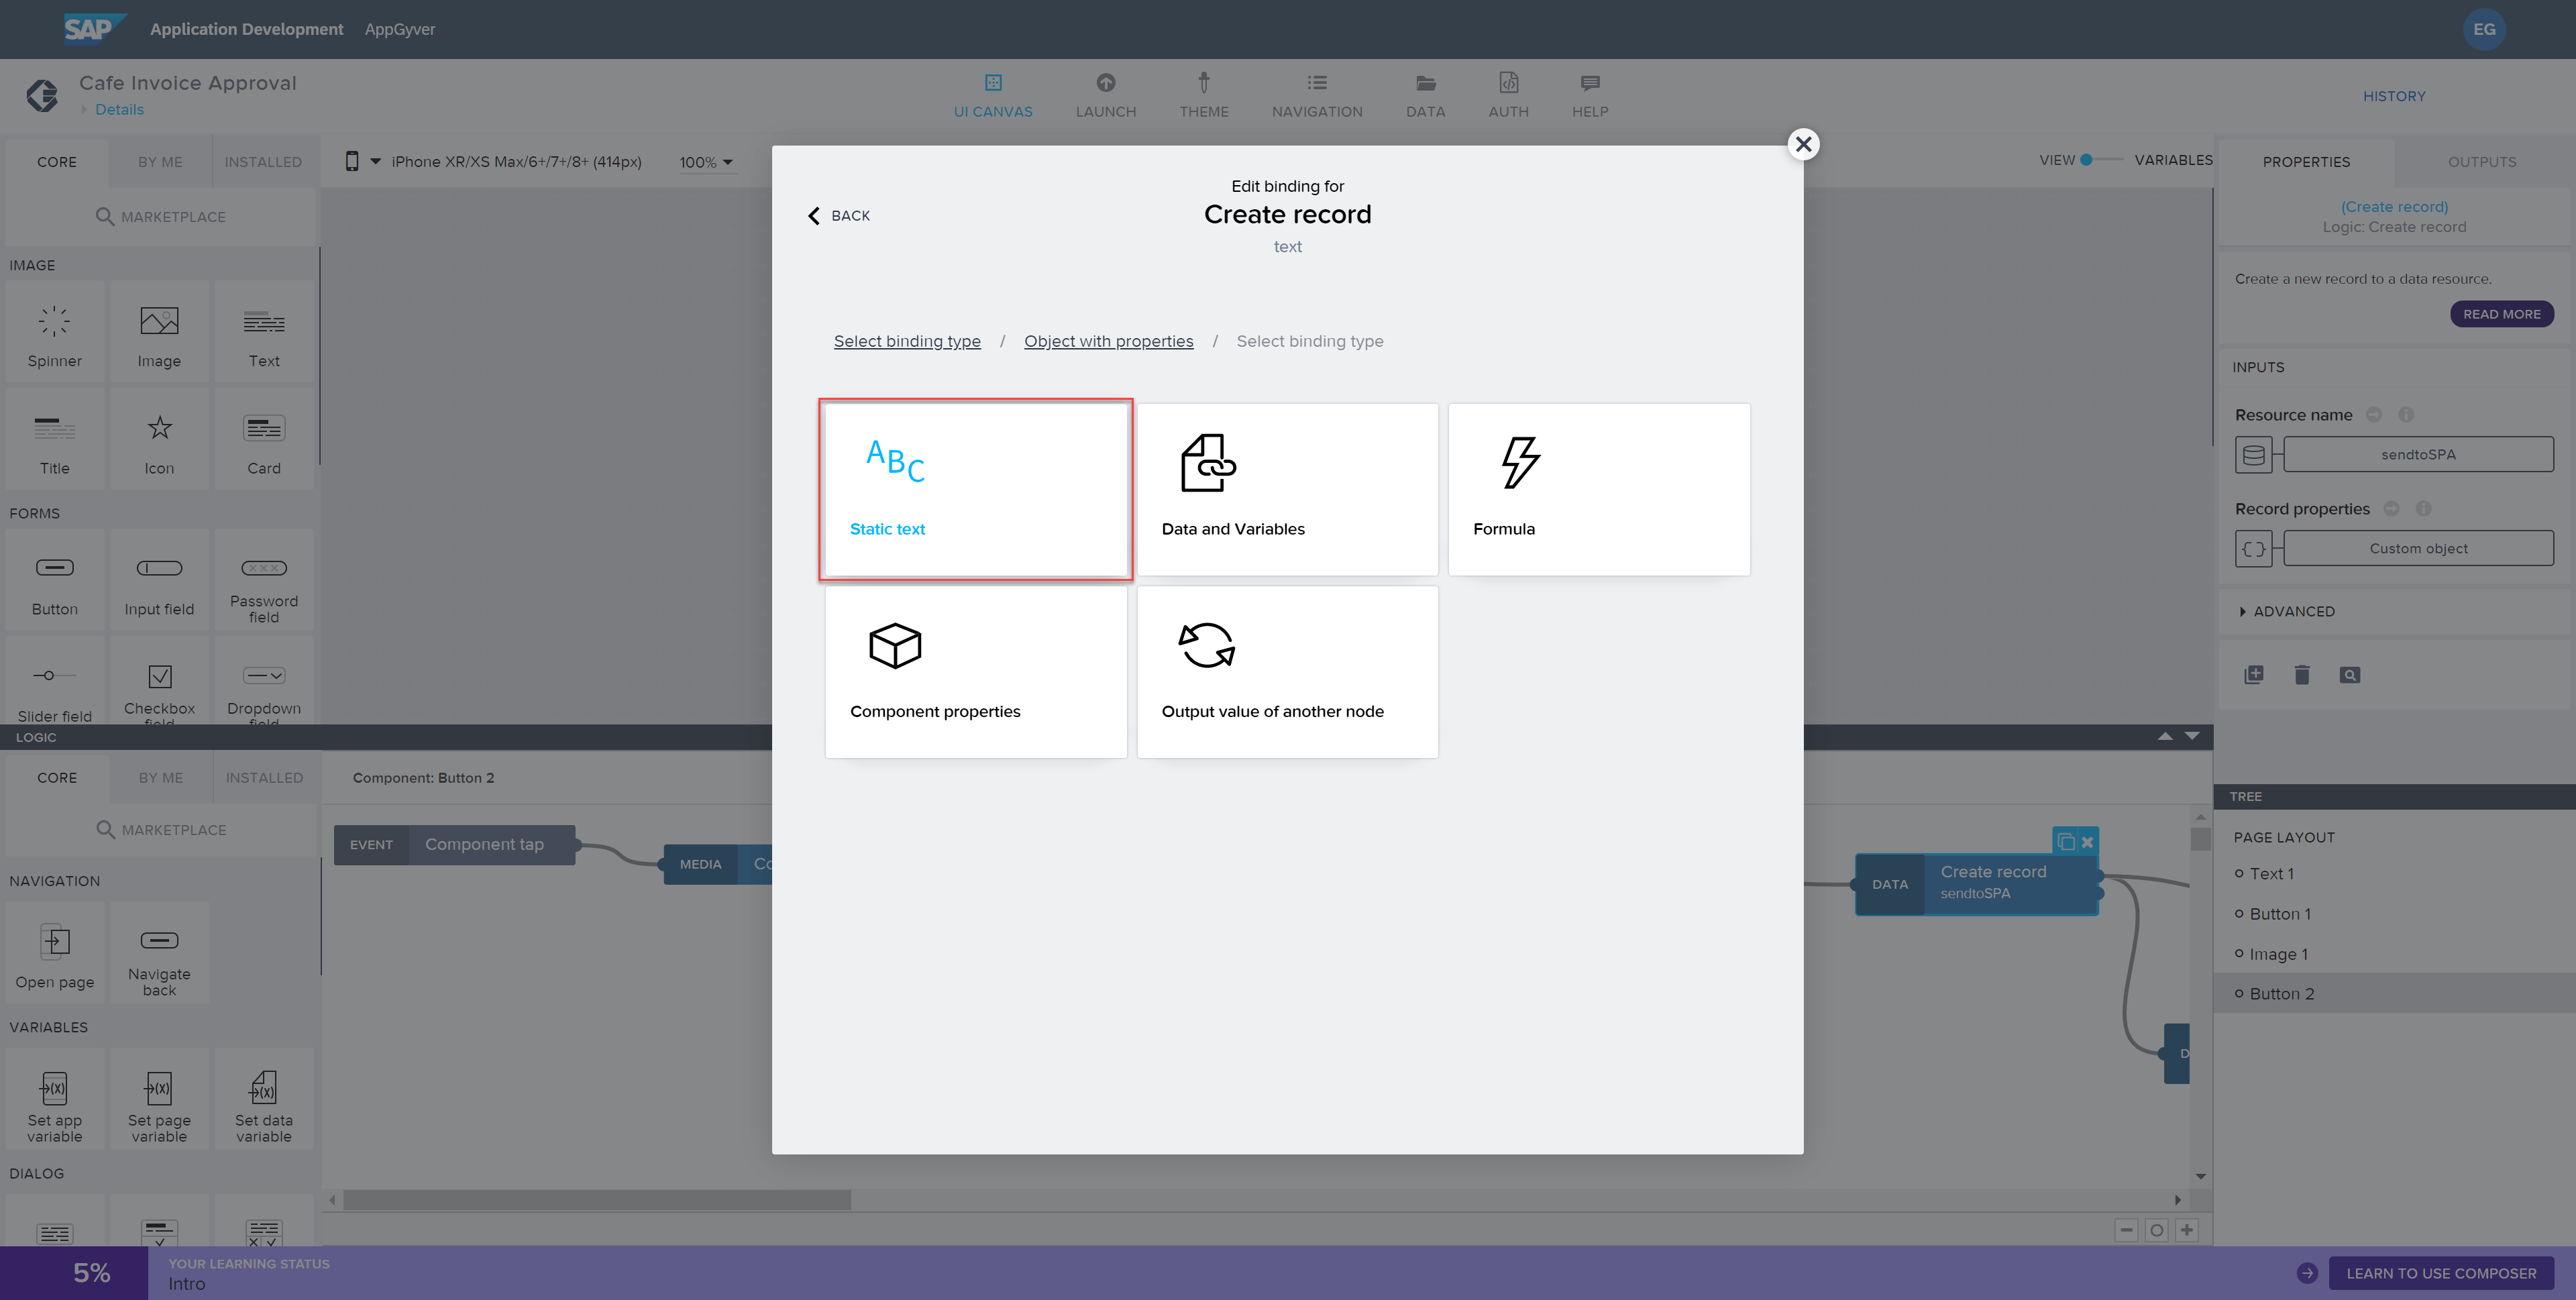 SAP Application Development AppGyver
EG
Cafe Invoice Approval
Details
UI CANVAS
LAUNCH
THEME
NAVIGATION
DATA
AUTH
HELP
HISTORY
CORE BY ME INSTALLED
iPhone XR/XS Max/6+/7+/8+ (414px) 100%
VIEW VARIABLES
PROPERTIES OUTPUTS
MARKETPLACE
IMAGE
Spinner Image Text
Title Icon Card
FORMS
Button Input field Password field
Slider field Checkbox field Dropdown field
Edit binding for
Create record
text
BACK
Select binding type / Object with properties / Select binding type
ABC
Static text
Data and Variables
Formula
Component properties
Output value of another node
(Create record)
Logic: Create record
Create a new record to a data resource.
READ MORE
INPUTS
Resource name
sendtoSPA
Record properties
Custom object
ADVANCED
LOGIC
CORE BY ME INSTALLED
Component: Button 2
MARKETPLACE
EVENT Component tap
MEDIA
DATA Create record
sendtoSPA
NAVIGATION
Open page Navigate back
VARIABLES
Set app variable Set page variable Set data variable
DIALOG
TREE
PAGE LAYOUT
Text 1
Button 1
Image 1
Button 2
5%
YOUR LEARNING STATUS
Intro
LEARN TO USE COMPOSER